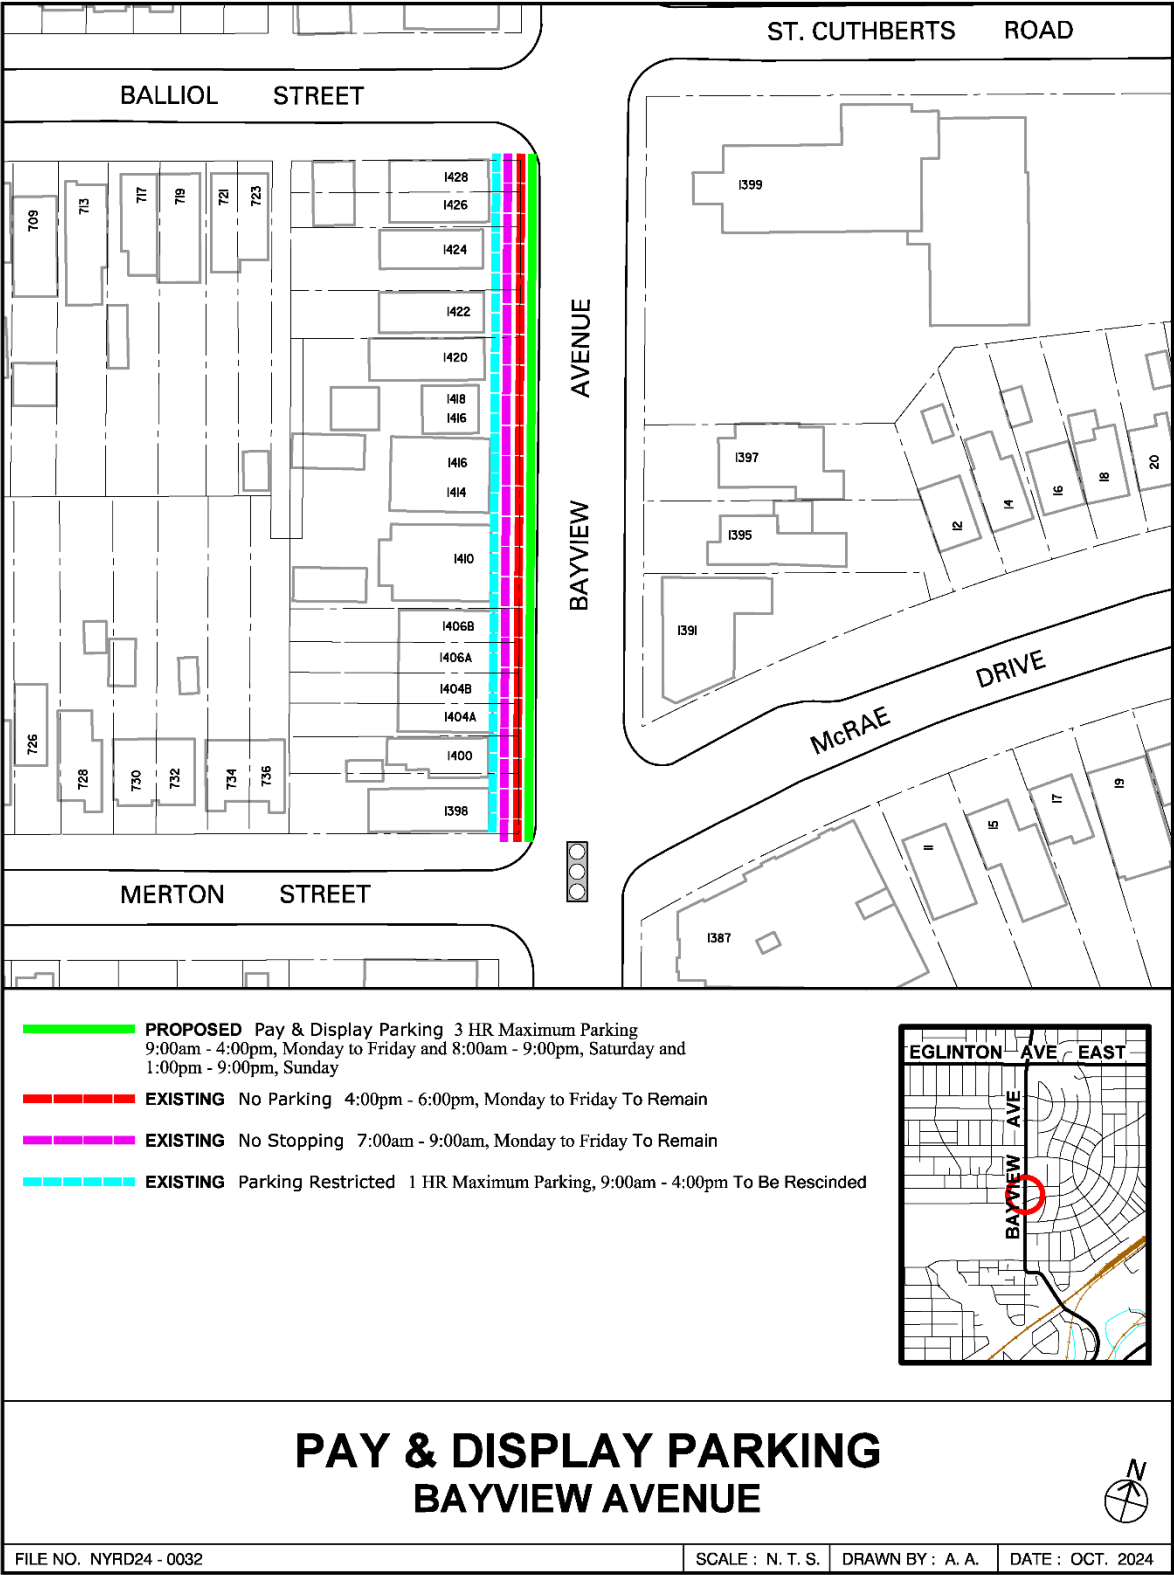 ST. CUTHBERTS ROAD
BALLIOL STREET
709
713
717
719
721
723
1428
1426
1424
1422
1420
1418
1416
1416
1414
1410
1406B
1406A
1404B
1404A
1400
1398
AVENUE
BAYVIEW
1399
1397
1395
1391
12
14
16
18
20
DRIVE
McRAE
726
728
730
732
734
736
11
15
17
19
1387
MERTON STREET
PROPOSED Pay & Display Parking 3 HR Maximum Parking
9:00am - 4:00pm, Monday to Friday and 8:00am - 9:00pm, Saturday and
1:00pm - 9:00pm, Sunday
EXISTING No Parking 4:00pm - 6:00pm, Monday to Friday To Remain
EXISTING No Stopping 7:00am - 9:00am, Monday to Friday To Remain
EXISTING Parking Restricted 1 HR Maximum Parking, 9:00am - 4:00pm To Be Rescinded
EGLINTON AVE EAST
BAYVIEW AVE
PAY & DISPLAY PARKING
BAYVIEW AVENUE
N
FILE NO. NYRD24 - 0032
SCALE : N. T. S.
DRAWN BY : A. A.
DATE : OCT. 2024